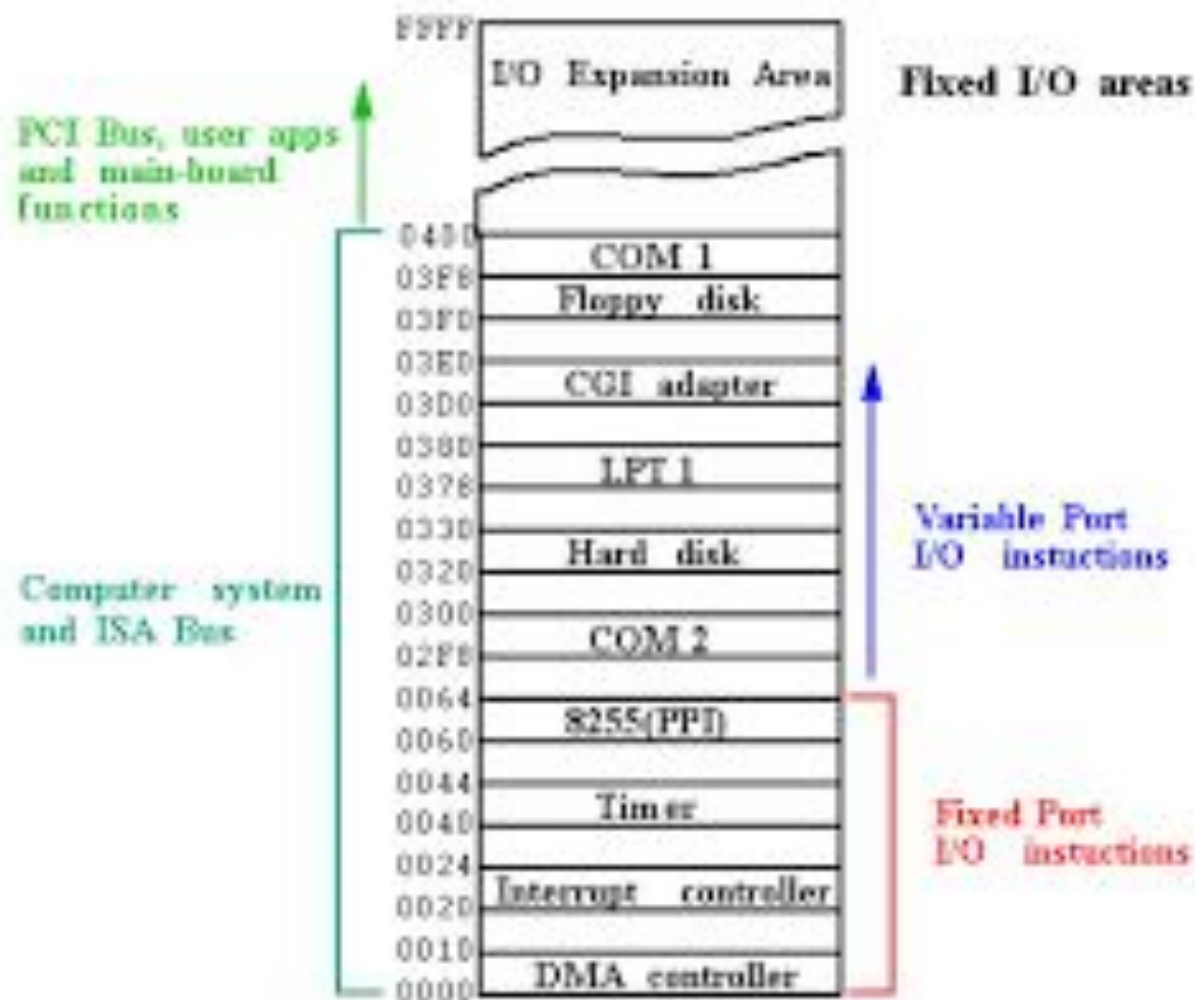 FFFF
I/O Expansion Area
Fixed I/O areas
PCI Bus, user apps
and main-board
functions
0400
COM 1
03F8
Floppy disk
03F0
03E0
CGI adapter
03D0
0380
LPT 1
0378
0330
Hard disk
0320
0300
COM 2
02F8
0064
8255(PPI)
0060
0044
Timer
0040
0024
Interrupt controller
0020
0010
DMA controller
0000
Computer system
and ISA Bus
Variable Port
I/O instuctions
Fixed Port
I/O instuctions